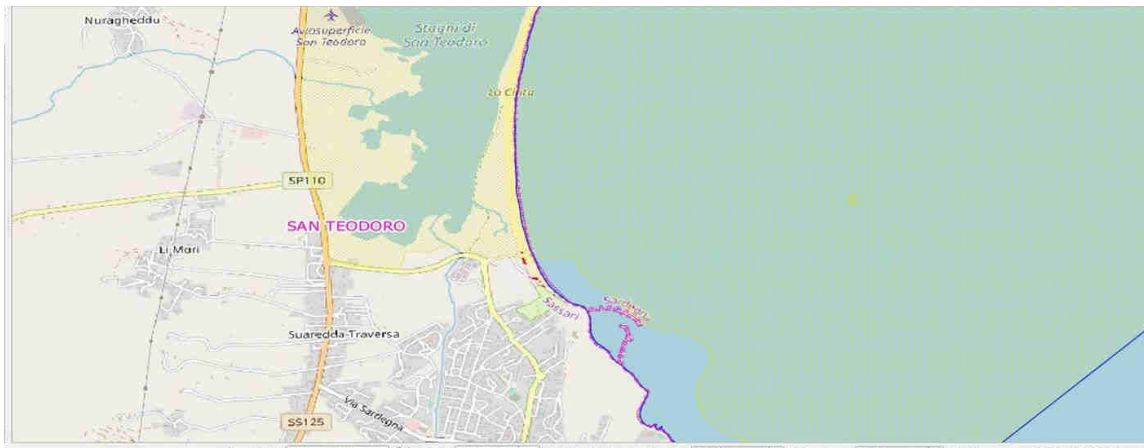 Nuragheddu
Aviosuperficie
San Teodoro
Stagni di
San Teodoro
La Cinta
SP110
C
SAN TEODORO
Li Mori
Sardegna
Sassari
Suaredda-Traversa
Via Sardegna
SS125